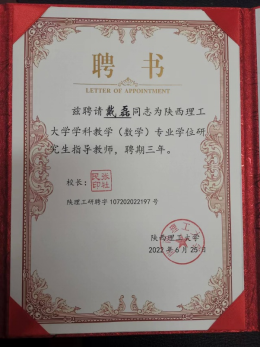 聘书
LETTER OF APPOINTMENT
兹聘请戴磊同志为陕西理工
大学学科教学（数学）专业学位研
究生指导教师，聘期三年。
校长：
陕理工研聘字107202022197号
陕西理工大学
2022年6月25日